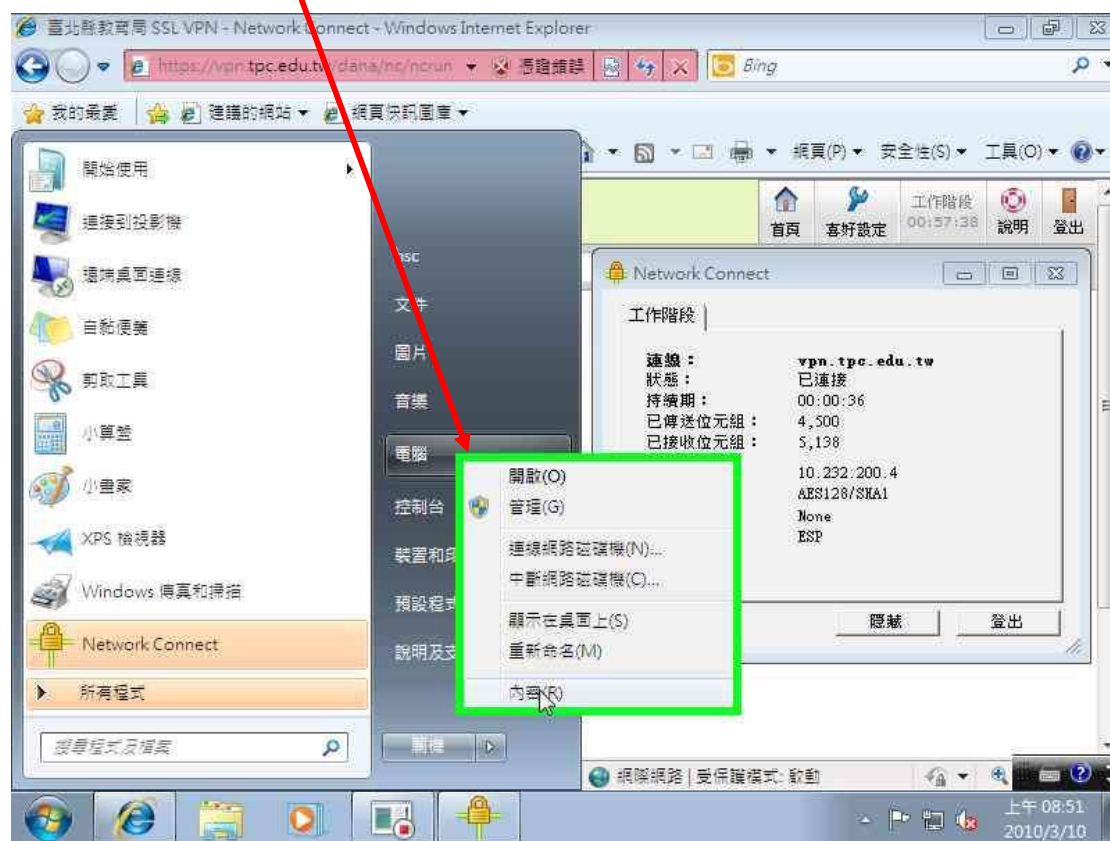 臺北縣教育局 SSL VPN - Network Connect - Windows Internet Explorer
https://vpn.tpc.edu.tw/dana/nc/ncrun 憑證錯誤 Bing
我的最愛 建議的網站 網頁快訊圖庫
網頁(P) 安全性(S) 工具(O)
首頁 喜好設定 工作階段 00:57:38 說明 登出
開始使用
連接到投影機
遠端桌面連線
自黏便箋
剪取工具
小算盤
小畫家
XPS 檢視器
Windows 傳真和掃描
Network Connect
所有程式
搜尋程式及檔案
hsc
文件
圖片
音樂
電腦
控制台
裝置和印
預設程式
說明及支
關機
開啟(O)
管理(G)
連線網路磁碟機(N)...
中斷網路磁碟機(C)...
顯示在桌面上(S)
重新命名(M)
內容(R)
Network Connect
工作階段
連線： vpn.tpc.edu.tw
狀態： 已連接
持續期： 00:00:36
已傳送位元組： 4,500
已接收位元組： 5,138
10.232.200.4
AES128/SHA1
None
ESP
隱藏 登出
網際網路 | 受保護模式: 啟動
上午 08:51
2010/3/10